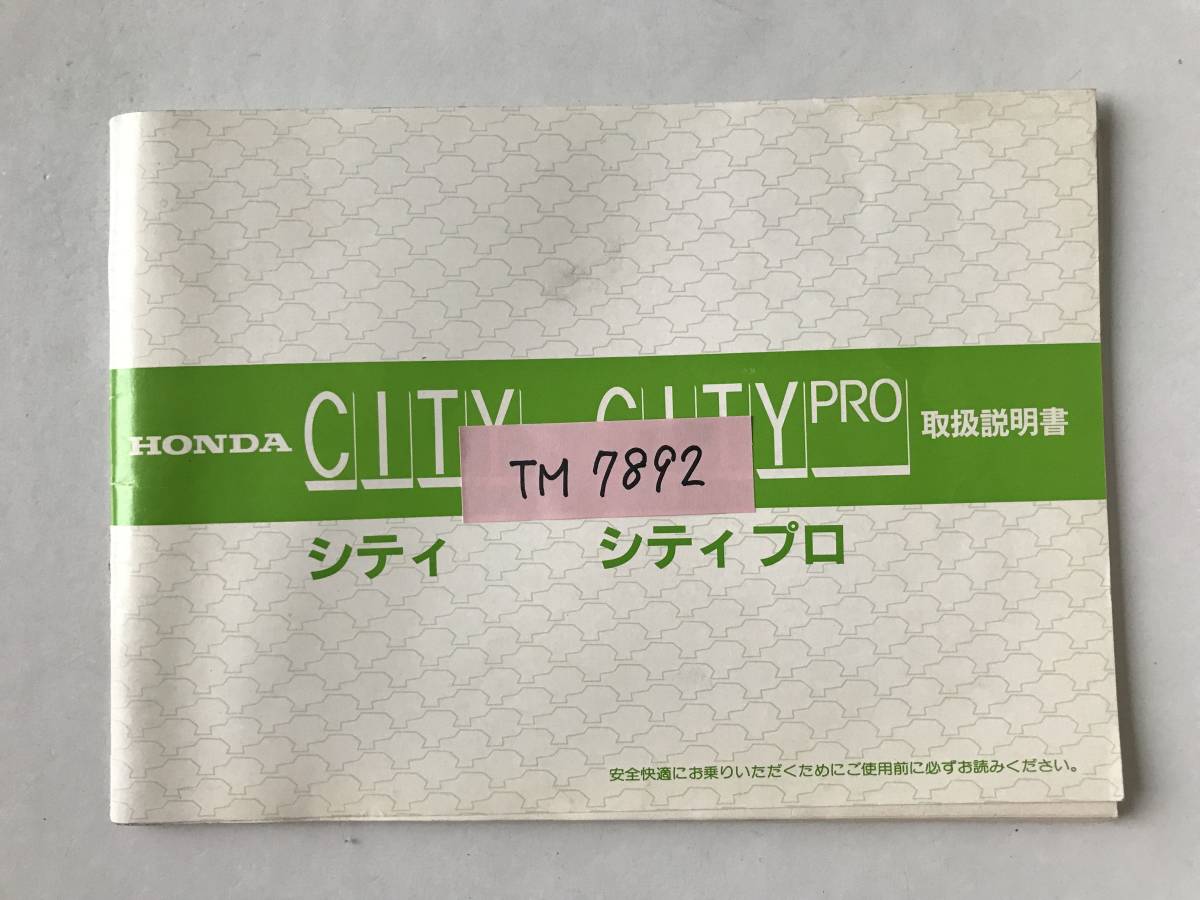 HONDA CITY CITY PRO 取扱説明書
TM 7892
シティ シティプロ
安全快適にお乗りいただくためにご使用前に必ずお読みください。